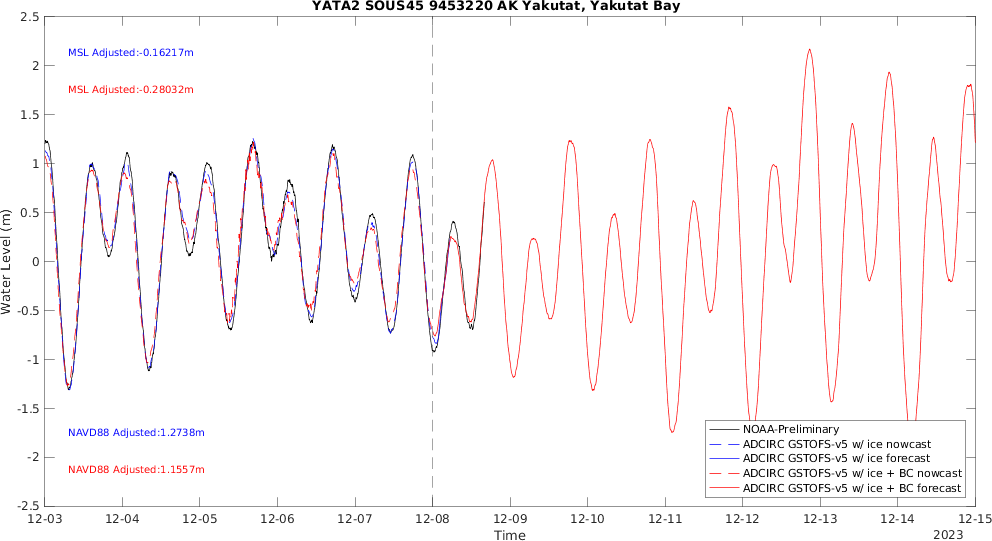 YATA2 SOUS45 9453220 AK Yakutat, Yakutat Bay
2.5
2
1.5
1
0.5
0
-0.5
-1
-1.5
-2
-2.5
Water Level (m)
MSL Adjusted:-0.16217m
MSL Adjusted:-0.28032m
NAVD88 Adjusted:1.2738m
NAVD88 Adjusted:1.1557m
NOAA-Preliminary
ADCIRC GSTOFS-v5 w/ ice nowcast
ADCIRC GSTOFS-v5 w/ ice forecast
ADCIRC GSTOFS-v5 w/ ice + BC nowcast
ADCIRC GSTOFS-v5 w/ ice + BC forecast
12-03 12-04 12-05 12-06 12-07 12-08 12-09 12-10 12-11 12-12 12-13 12-14 12-15
Time
2023